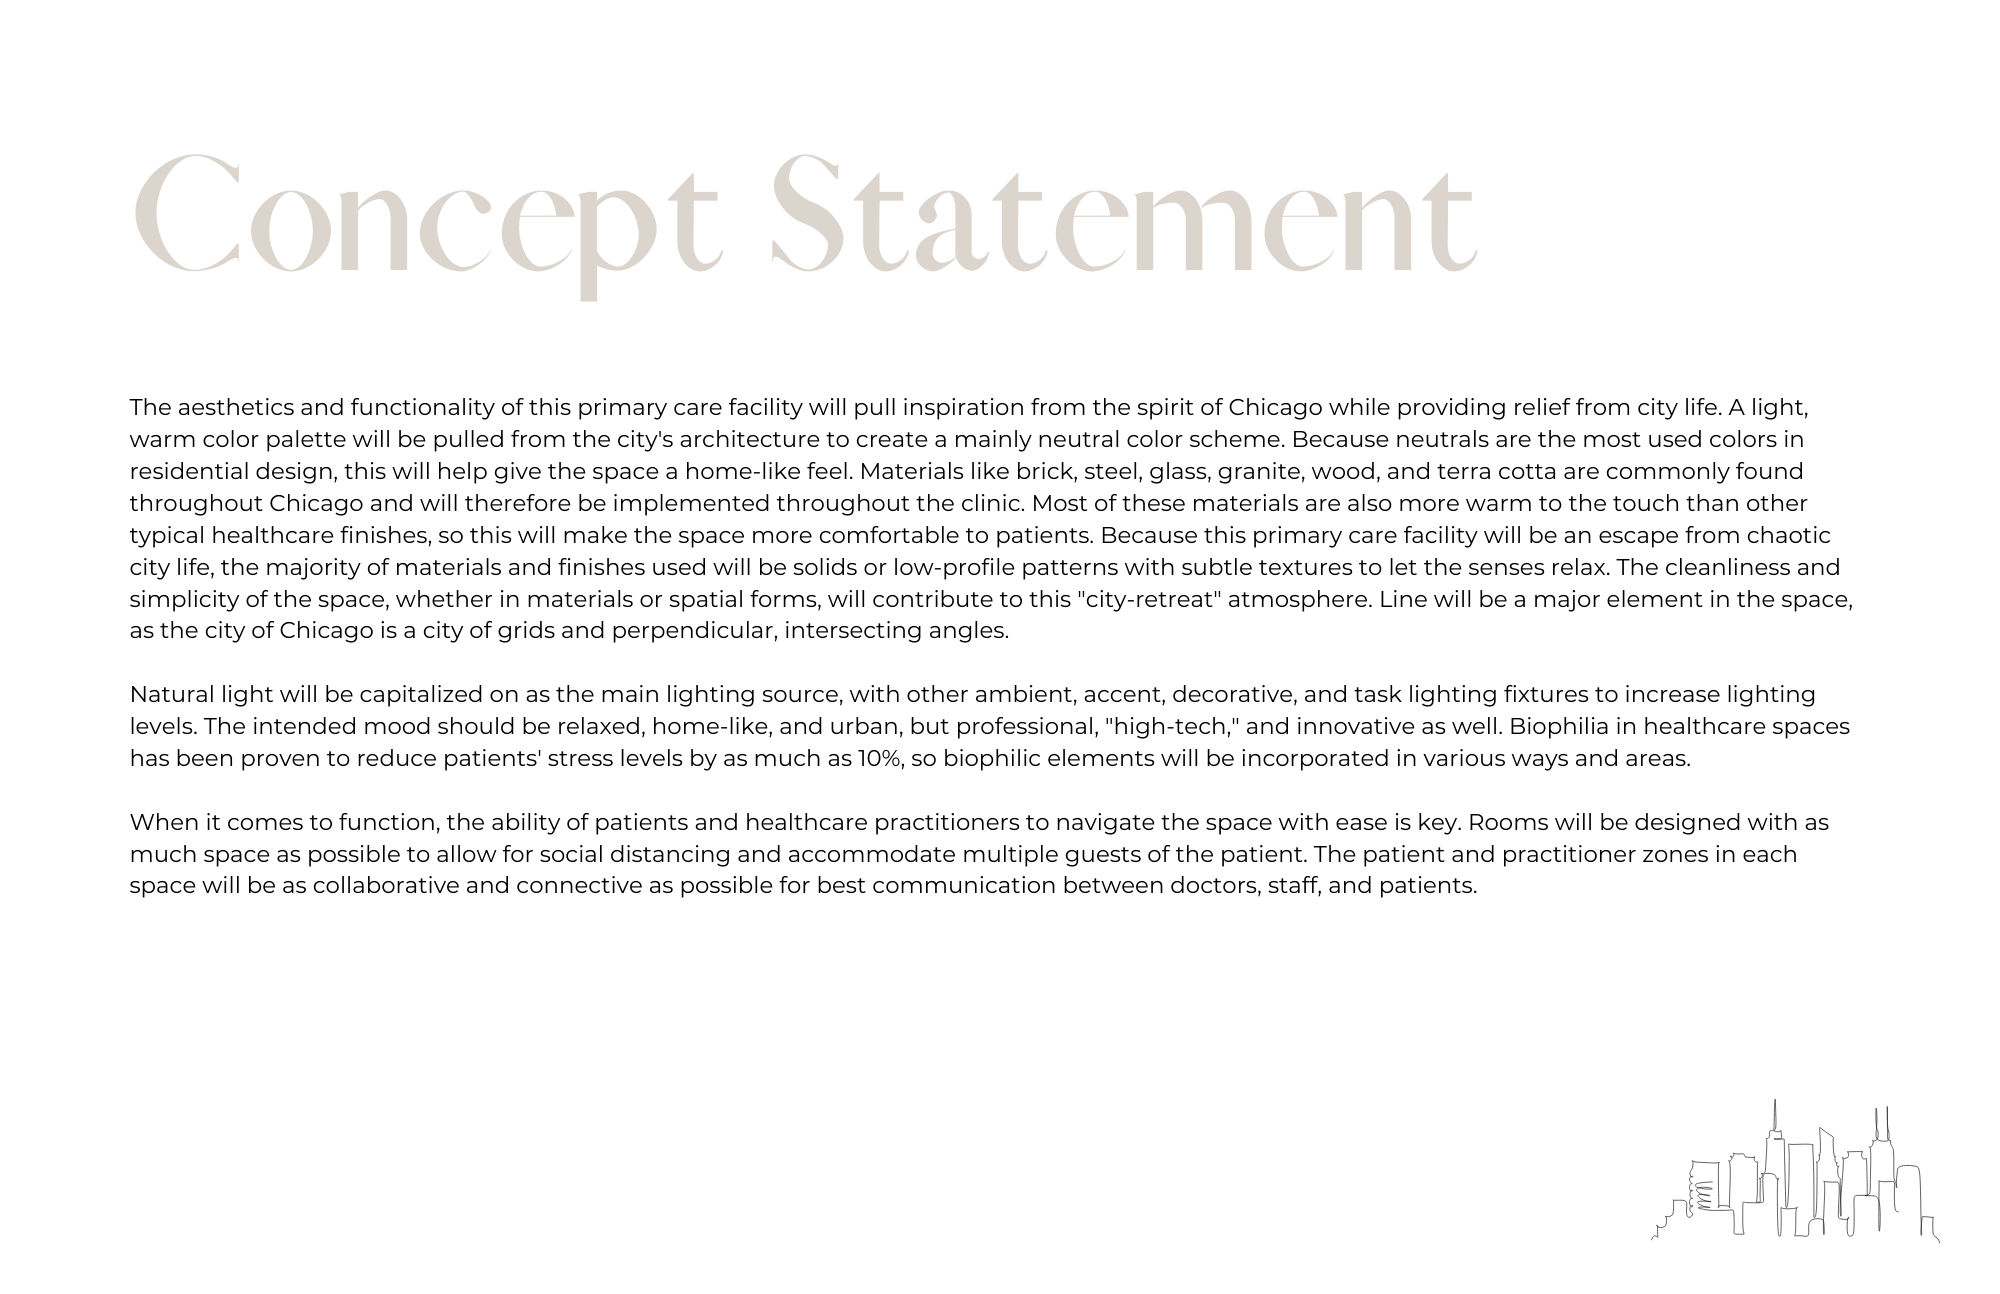 Concept Statement
The aesthetics and functionality of this primary care facility will pull inspiration from the spirit of Chicago while providing relief from city life. A light,
warm color palette will be pulled from the city's architecture to create a mainly neutral color scheme. Because neutrals are the most used colors in
residential design, this will help give the space a home-like feel. Materials like brick, steel, glass, granite, wood, and terra cotta are commonly found
throughout Chicago and will therefore be implemented throughout the clinic. Most of these materials are also more warm to the touch than other
typical healthcare finishes, so this will make the space more comfortable to patients. Because this primary care facility will be an escape from chaotic
city life, the majority of materials and finishes used will be solids or low-profile patterns with subtle textures to let the senses relax. The cleanliness and
simplicity of the space, whether in materials or spatial forms, will contribute to this "city-retreat" atmosphere. Line will be a major element in the space,
as the city of Chicago is a city of grids and perpendicular, intersecting angles.
Natural light will be capitalized on as the main lighting source, with other ambient, accent, decorative, and task lighting fixtures to increase lighting
levels. The intended mood should be relaxed, home-like, and urban, but professional, "high-tech," and innovative as well. Biophilia in healthcare spaces
has been proven to reduce patients' stress levels by as much as 10%, so biophilic elements will be incorporated in various ways and areas.
When it comes to function, the ability of patients and healthcare practitioners to navigate the space with ease is key. Rooms will be designed with as
much space as possible to allow for social distancing and accommodate multiple guests of the patient. The patient and practitioner zones in each
space will be as collaborative and connective as possible for best communication between doctors, staff, and patients.